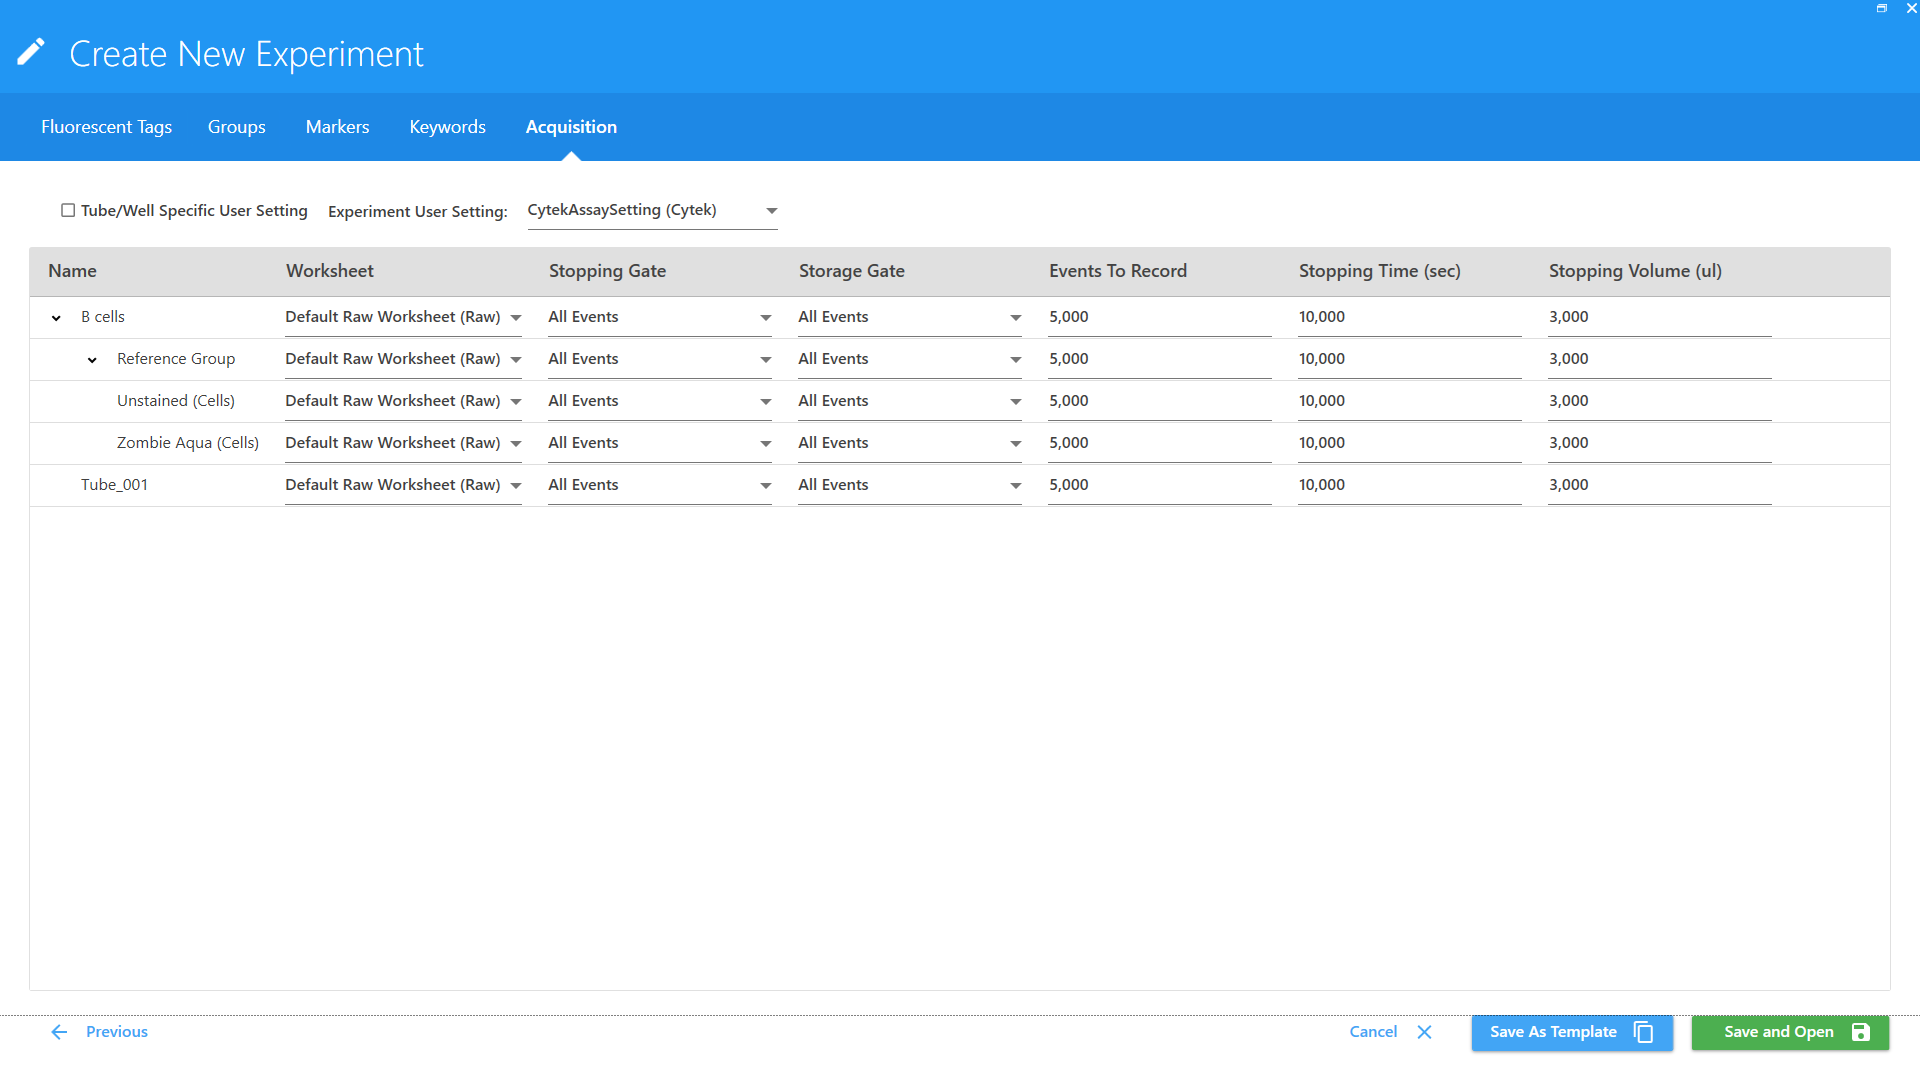 Create New Experiment
Fluorescent Tags Groups Markers Keywords Acquisition
Tube/Well Specific User Setting Experiment User Setting: CytekAssaySetting (Cytek)
Name Worksheet Stopping Gate Storage Gate Events To Record Stopping Time (sec) Stopping Volume (ul)
B cells Default Raw Worksheet (Raw) All Events All Events 5,000 10,000 3,000
Reference Group Default Raw Worksheet (Raw) All Events All Events 5,000 10,000 3,000
Unstained (Cells) Default Raw Worksheet (Raw) All Events All Events 5,000 10,000 3,000
Zombie Aqua (Cells) Default Raw Worksheet (Raw) All Events All Events 5,000 10,000 3,000
Tube_001 Default Raw Worksheet (Raw) All Events All Events 5,000 10,000 3,000
Previous Cancel Save As Template Save and Open